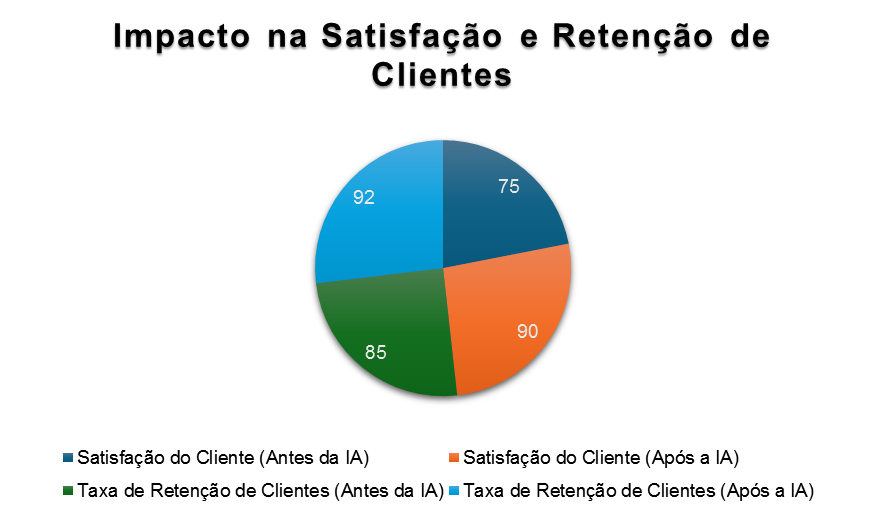 Impacto na Satisfação e Retenção de
Clientes
75
90
85
92
Satisfação do Cliente (Antes da IA)
Satisfação do Cliente (Após a IA)
Taxa de Retenção de Clientes (Antes da IA)
Taxa de Retenção de Clientes (Após a IA)